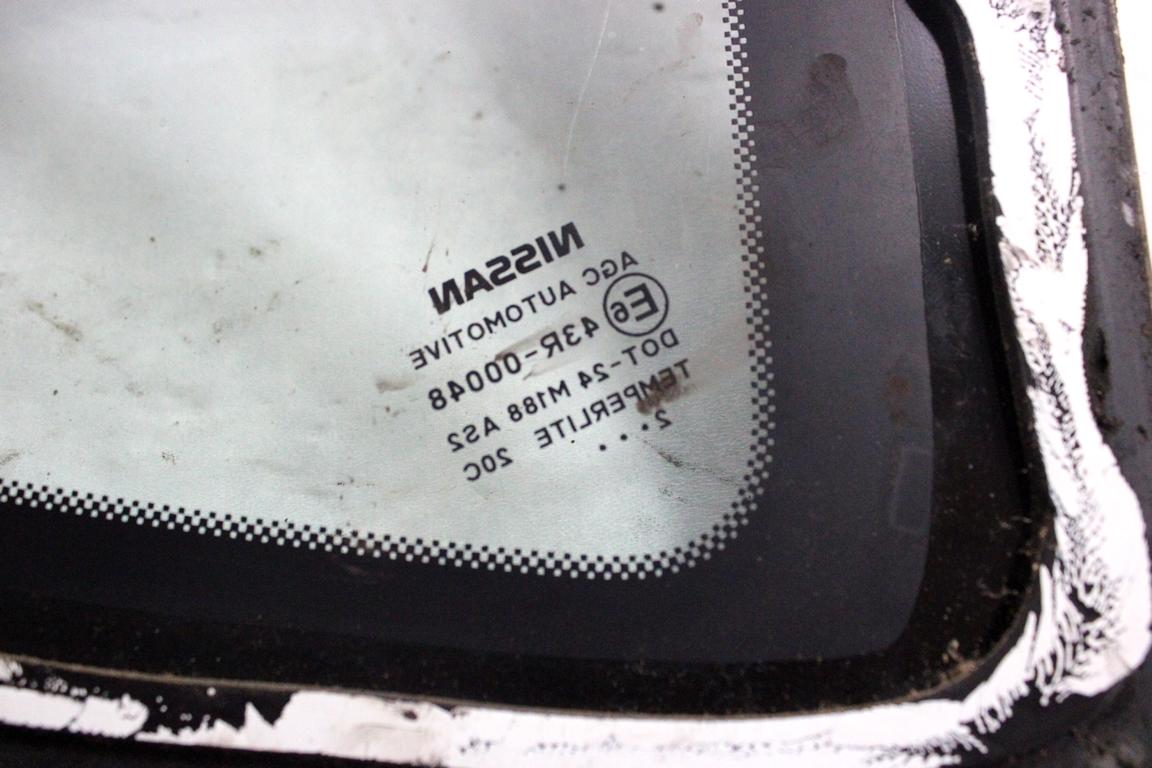 NISSAN
AGC AUTOMOTIVE
E6 43R-00048
DOT-24 M188 AS2
TEMPERLITE 20C
2••••